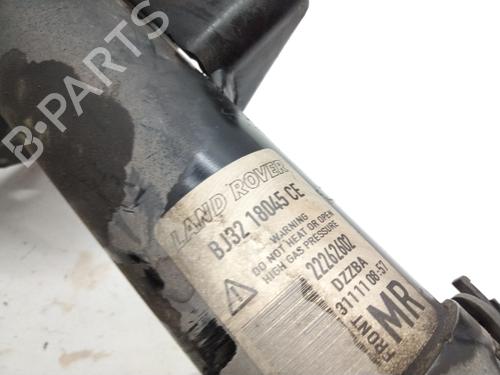 B-PARTS
LAND ROVER
BJ32 18045 CE
WARNING
DO NOT HEAT OR OPEN
HIGH GAS PRESSURE
22262602
DZZBA
311111 08:57
FRONT MR